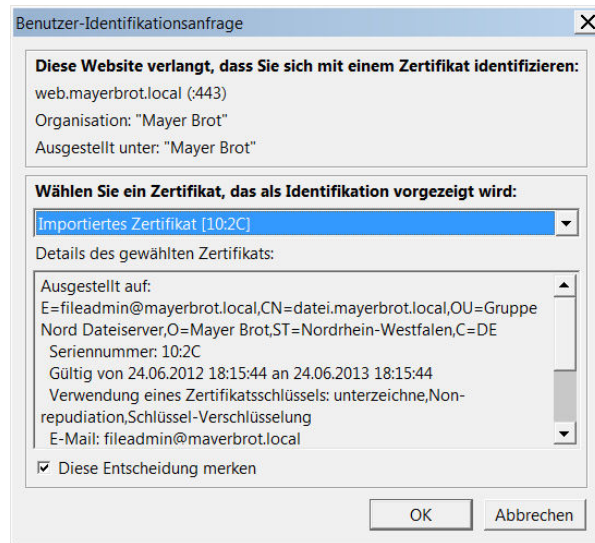 Benutzer-Identifikationsanfrage
Diese Website verlangt, dass Sie sich mit einem Zertifikat identifizieren:
web.mayerbrot.local (:443)
Organisation: "Mayer Brot"
Ausgestellt unter: "Mayer Brot"
Wählen Sie ein Zertifikat, das als Identifikation vorgezeigt wird:
Importiertes Zertifikat [10:2C]
Details des gewählten Zertifikats:
Ausgestellt auf:
E=fileadmin@mayerbrot.local,CN=datei.mayerbrot.local,OU=Gruppe
Nord Dateiserver,O=Mayer Brot,ST=Nordrhein-Westfalen,C=DE
Seriennummer: 10:2C
Gültig von 24.06.2012 18:15:44 an 24.06.2013 18:15:44
Verwendung eines Zertifikatsschlüssels: unterzeichne,Non-
repudiation,Schlüssel-Verschlüsselung
E-Mail: fileadmin@mayerbrot.local
Diese Entscheidung merken
OK
Abbrechen